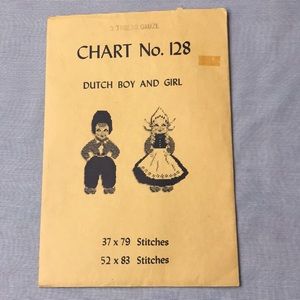 CHART No. 128
DUTCH BOY AND GIRL
37 x 79 Stitches
52 x 83 Stitches